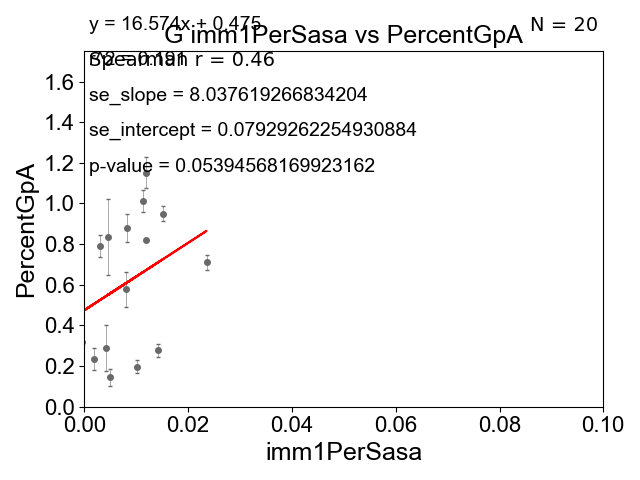 y = 16.574x + 0.475
N = 20
G imm1PerSasa vs PercentGpA
Spearman r = 0.46
se_slope = 8.037619266834204
se_intercept = 0.07929262254930884
p-value = 0.05394568169923162
PercentGpA
1.6
1.4
1.2
1.0
0.8
0.6
0.4
0.2
0.0
0.00 0.02 0.04 0.06 0.08 0.10
imm1PerSasa